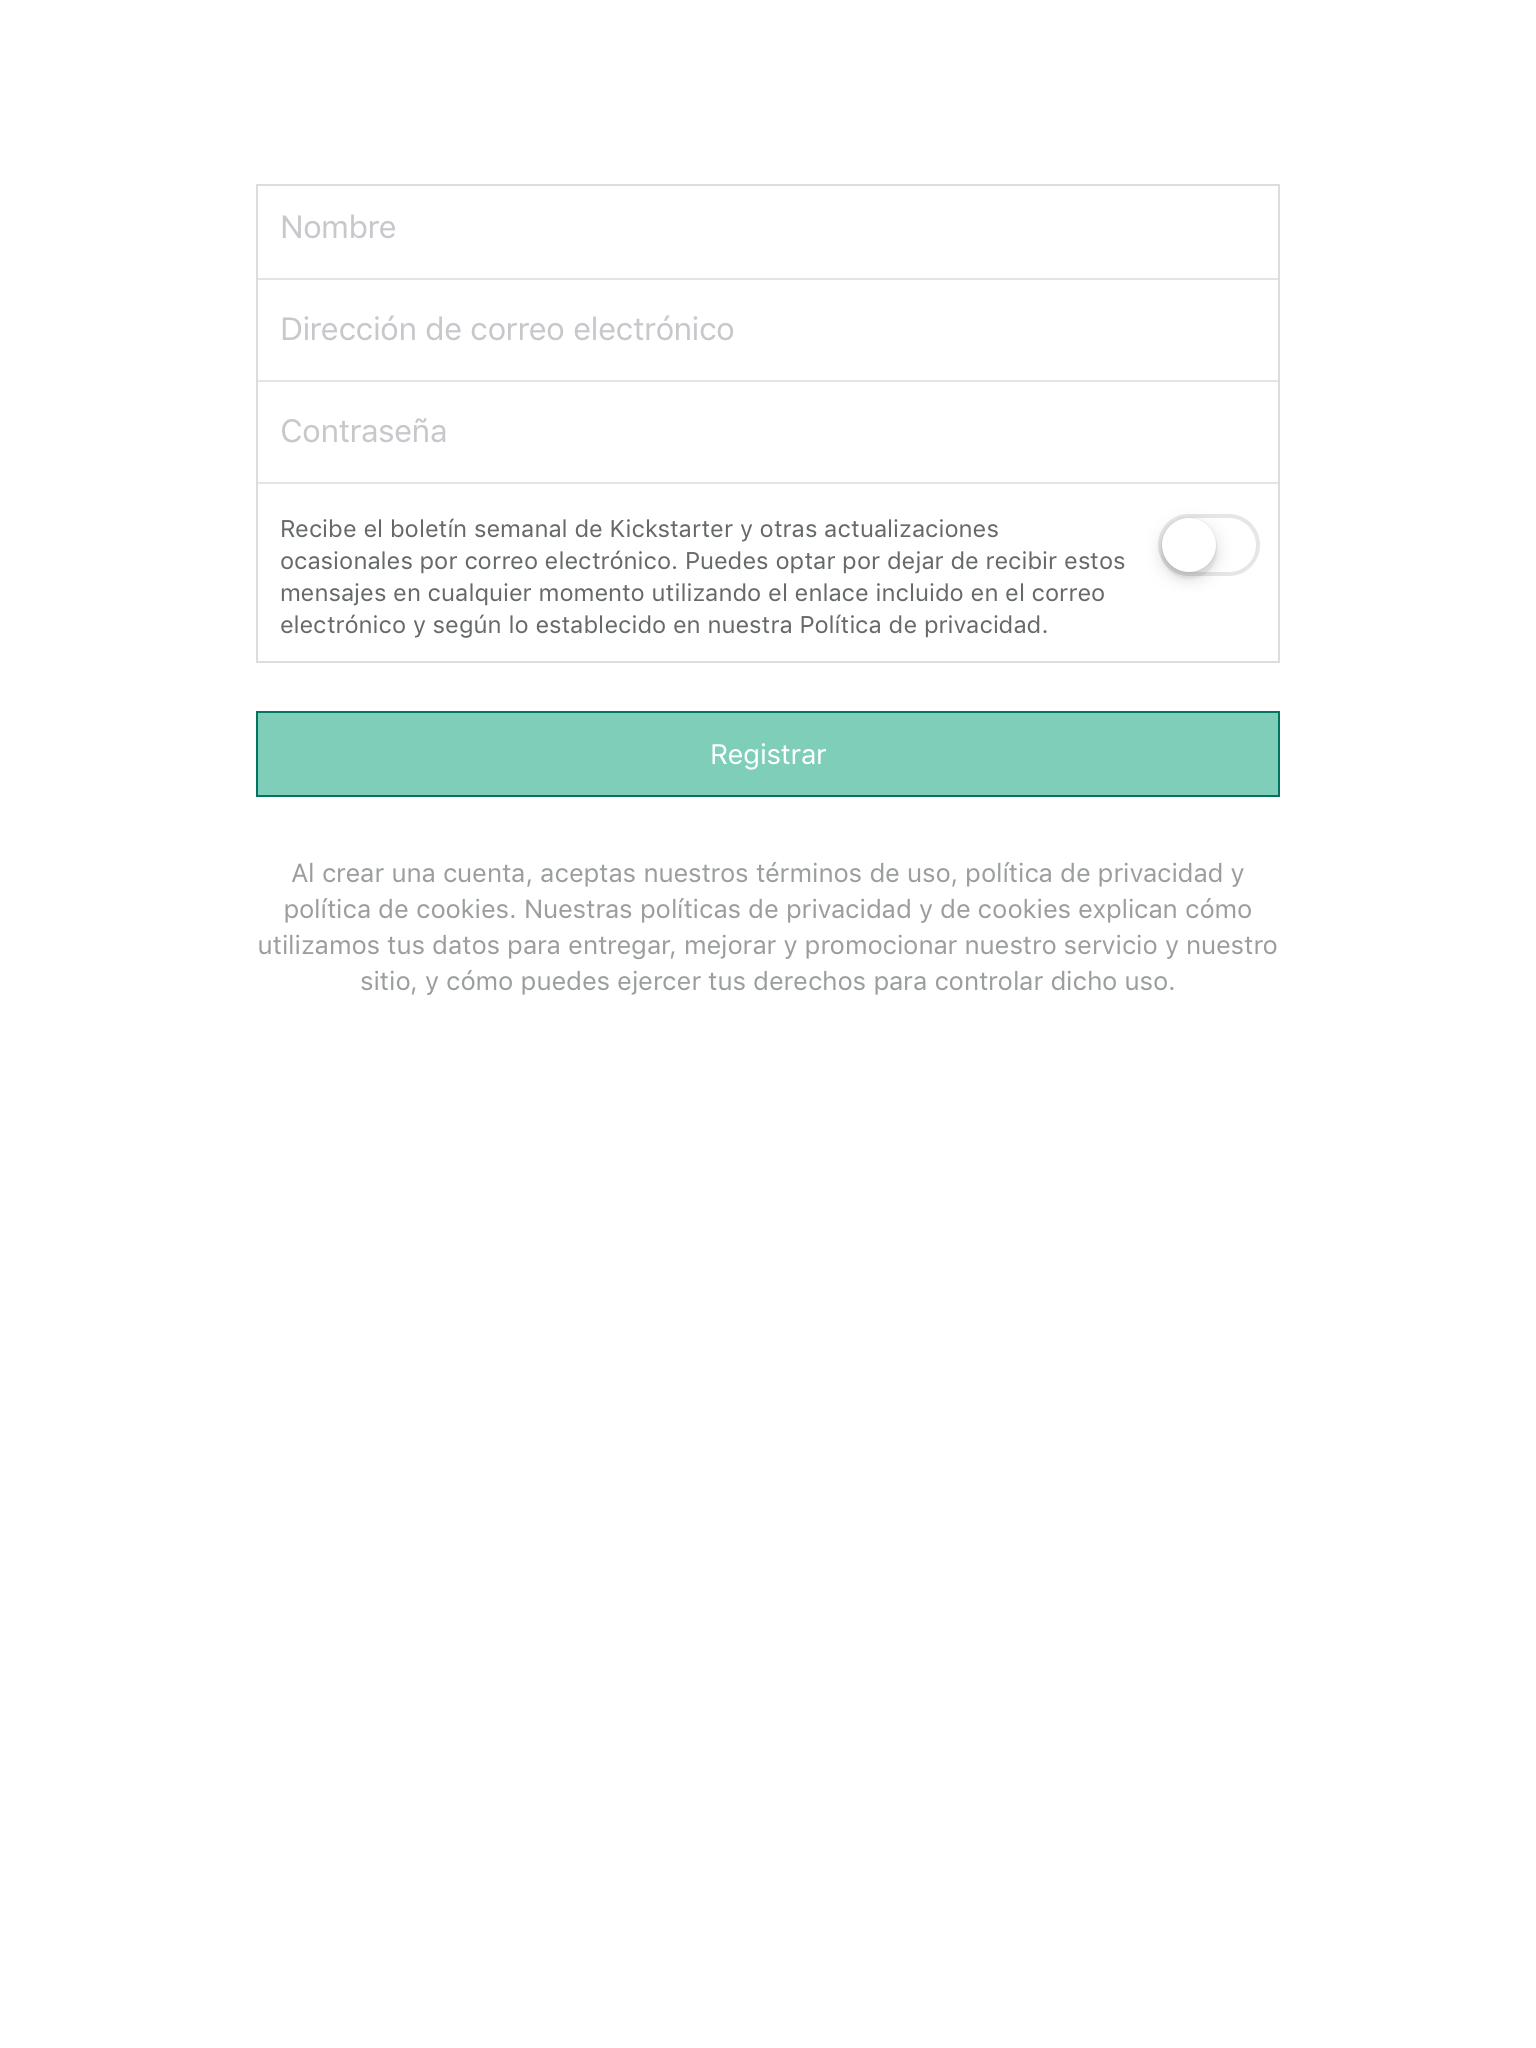 Nombre
Dirección de correo electrónico
Contraseña
Recibe el boletín semanal de Kickstarter y otras actualizaciones
ocasionales por correo electrónico. Puedes optar por dejar de recibir estos
mensajes en cualquier momento utilizando el enlace incluido en el correo
electrónico y según lo establecido en nuestra Política de privacidad.
Registrar
Al crear una cuenta, aceptas nuestros términos de uso, política de privacidad y
política de cookies. Nuestras políticas de privacidad y de cookies explican cómo
utilizamos tus datos para entregar, mejorar y promocionar nuestro servicio y nuestro
sitio, y cómo puedes ejercer tus derechos para controlar dicho uso.